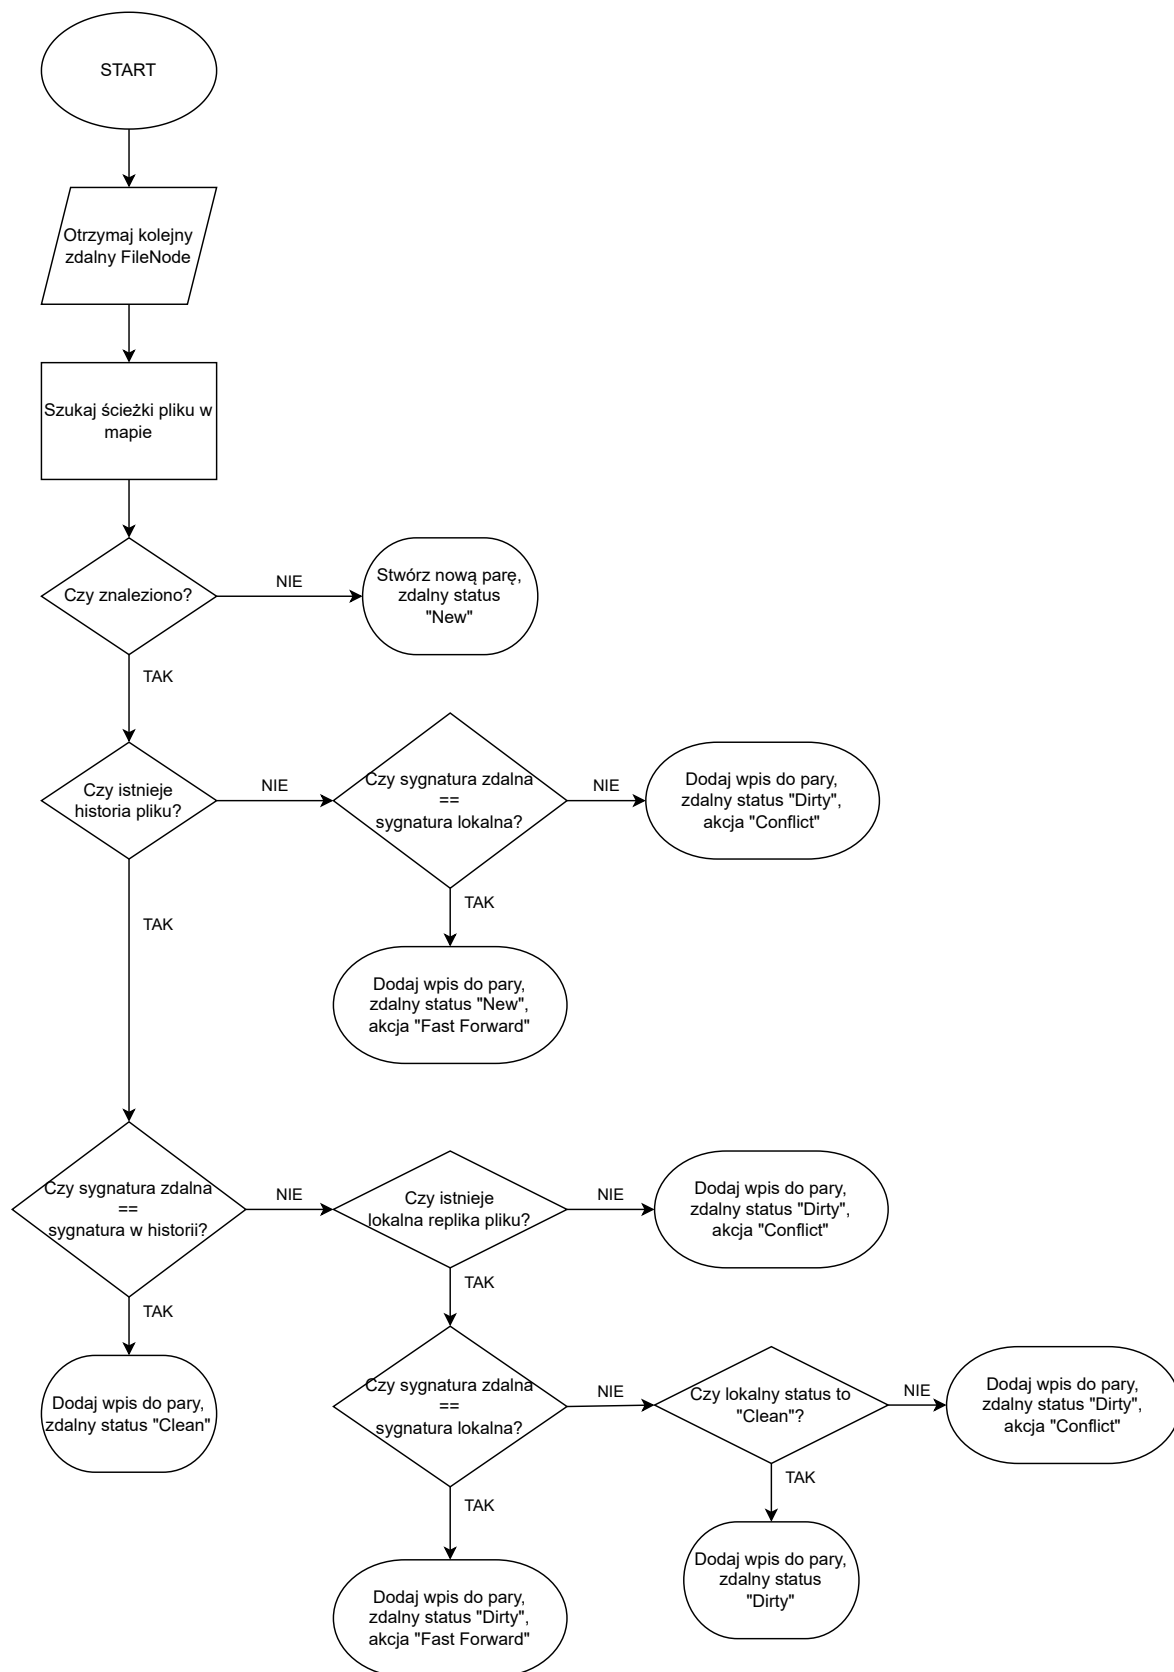 START
Otrzymaj kolejny
zdalny FileNode
Szukaj ścieżki pliku w
mapie
Czy znaleziono?
NIE
Stwórz nową parę,
zdalny status
"New"
TAK
Czy istnieje
historia pliku?
NIE
Czy sygnatura zdalna
==
sygnatura lokalna?
NIE
Dodaj wpis do pary,
zdalny status "Dirty",
akcja "Conflict"
TAK
Dodaj wpis do pary,
zdalny status "New",
akcja "Fast Forward"
TAK
Czy sygnatura zdalna
==
sygnatura w historii?
NIE
Czy istnieje
lokalna replika pliku?
NIE
Dodaj wpis do pary,
zdalny status "Dirty",
akcja "Conflict"
TAK
Dodaj wpis do pary,
zdalny status "Clean"
TAK
Czy sygnatura zdalna
==
sygnatura lokalna?
NIE
Czy lokalny status to
"Clean"?
NIE
Dodaj wpis do pary,
zdalny status "Dirty",
akcja "Conflict"
TAK
Dodaj wpis do pary,
zdalny status
"Dirty"
TAK
Dodaj wpis do pary,
zdalny status "Dirty",
akcja "Fast Forward"